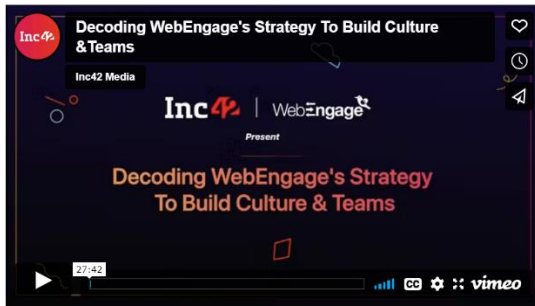 Inc42
Decoding WebEngage's Strategy To Build Culture
&Teams
Inc42 Media
Inc42 | WebEngage
Present
Decoding WebEngage's Strategy
To Build Culture & Teams
27:42
CC
vimeo